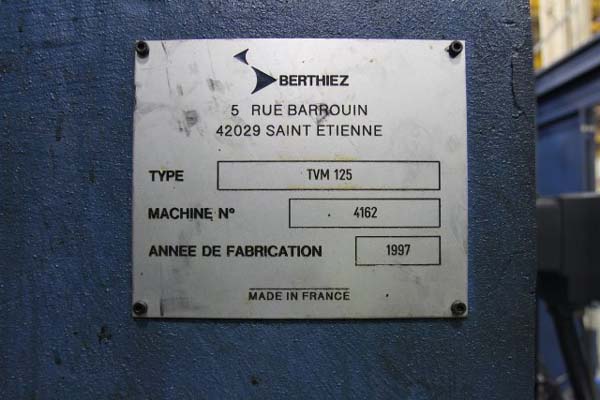 BERTHIEZ
5 RUE BARROUIN
42029 SAINT ETIENNE
TYPE TVM 125
MACHINE Nº 4162
ANNEE DE FABRICATION 1997
MADE IN FRANCE